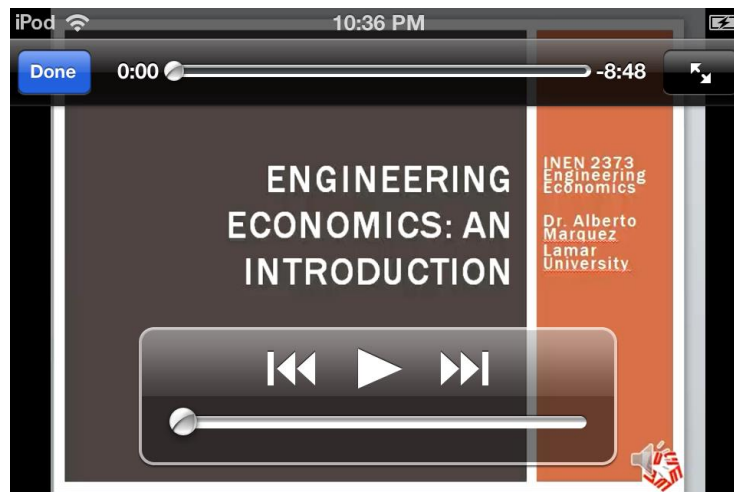 iPod
10:36 PM
Done
0:00
-8:48
ENGINEERING
ECONOMICS: AN
INTRODUCTION
INEN 2373
Engineering
Economics
Dr. Alberto
Marquez
Lamar
University